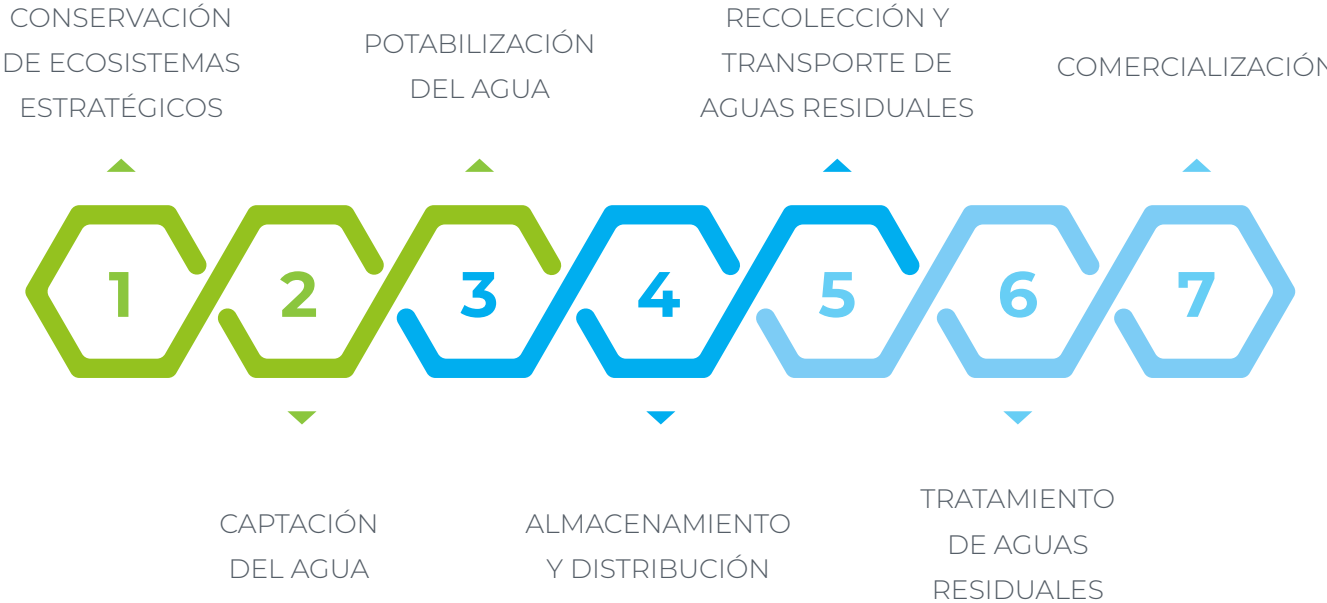 CONSERVACIÓN
DE ECOSISTEMAS
ESTRATÉGICOS
POTABILIZACIÓN
DEL AGUA
RECOLECCIÓN Y
TRANSPORTE DE
AGUAS RESIDUALES
COMERCIALIZACIÓN
1 2 3 4 5 6 7
CAPTACIÓN
DEL AGUA
ALMACENAMIENTO
Y DISTRIBUCIÓN
TRATAMIENTO
DE AGUAS
RESIDUALES